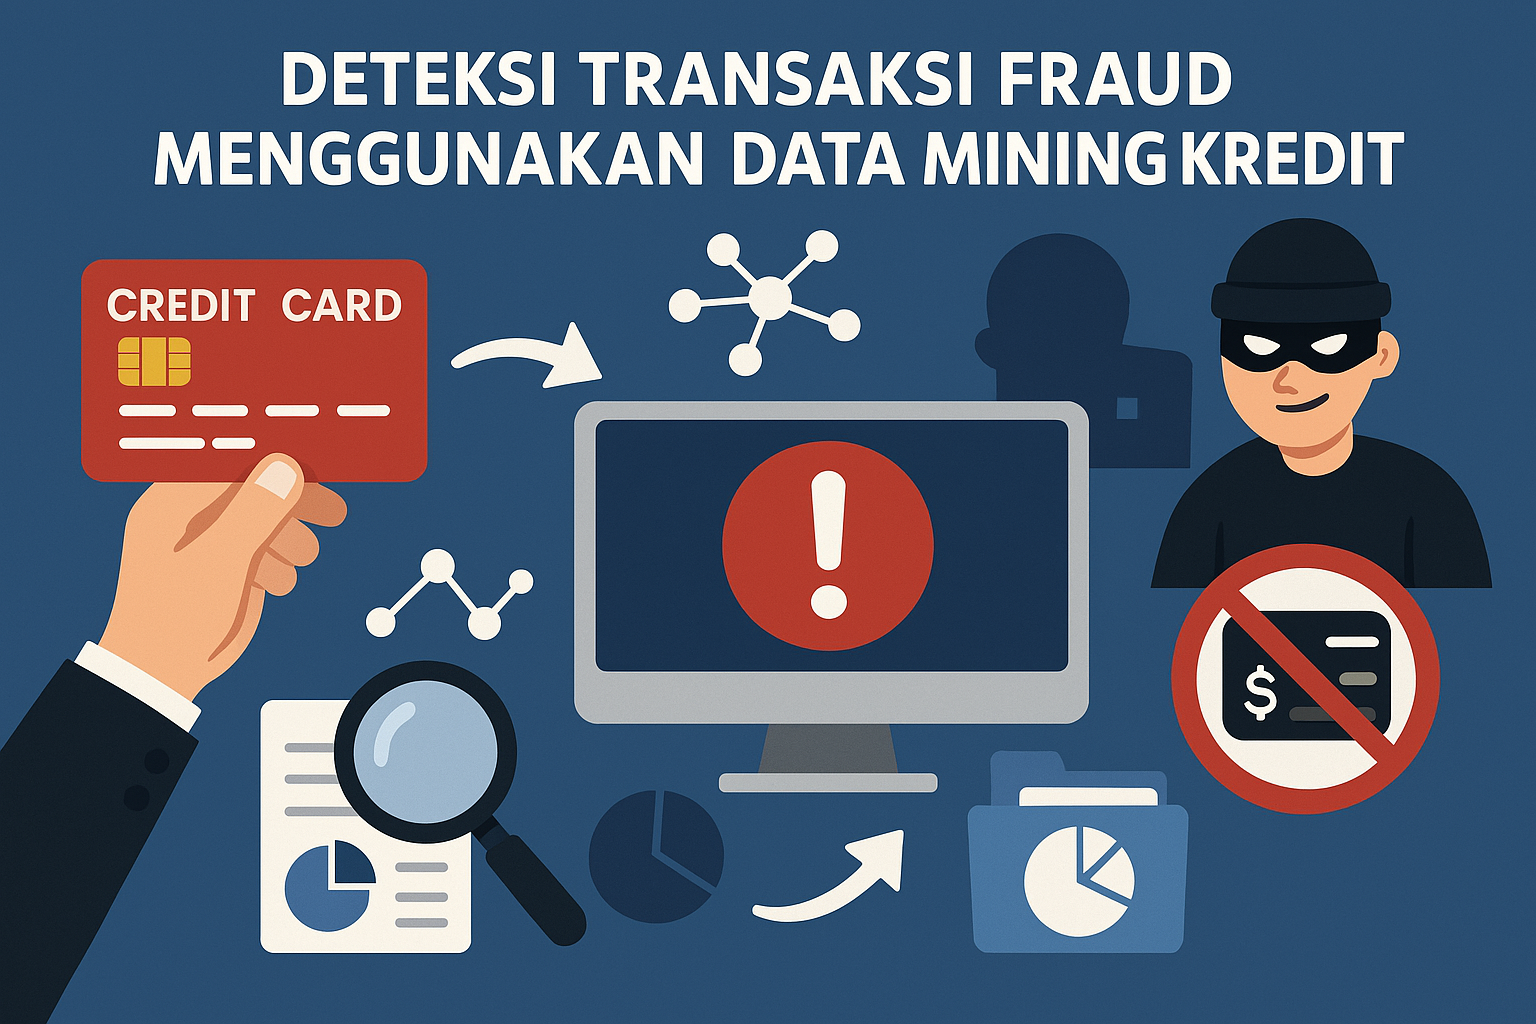 DETEKSI TRANSAKSI FRAUD
MENGGUNAKAN DATA MINING KREDIT
CREDIT CARD
$